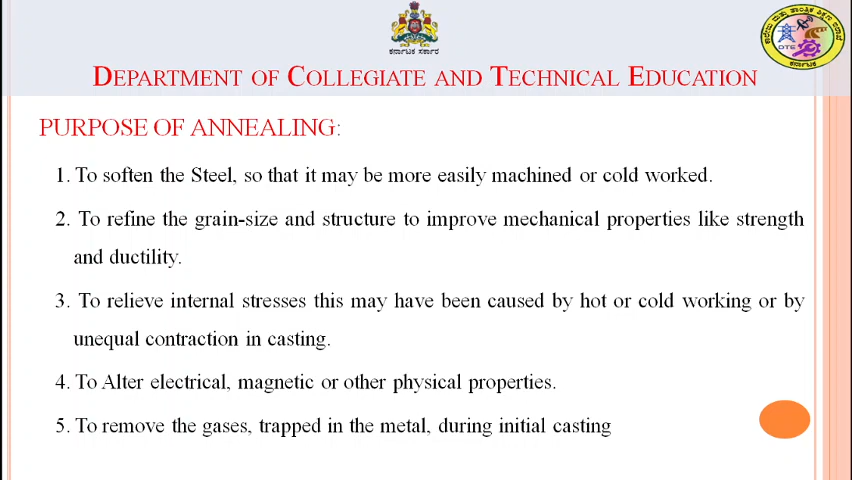 ಕರ್ನಾಟಕ ಸರ್ಕಾರ
DTE
DEPARTMENT OF COLLEGIATE AND TECHNICAL EDUCATION
PURPOSE OF ANNEALING:
1. To soften the Steel, so that it may be more easily machined or cold worked.
2. To refine the grain-size and structure to improve mechanical properties like strength
and ductility.
3. To relieve internal stresses this may have been caused by hot or cold working or by
unequal contraction in casting.
4. To Alter electrical, magnetic or other physical properties.
5. To remove the gases, trapped in the metal, during initial casting